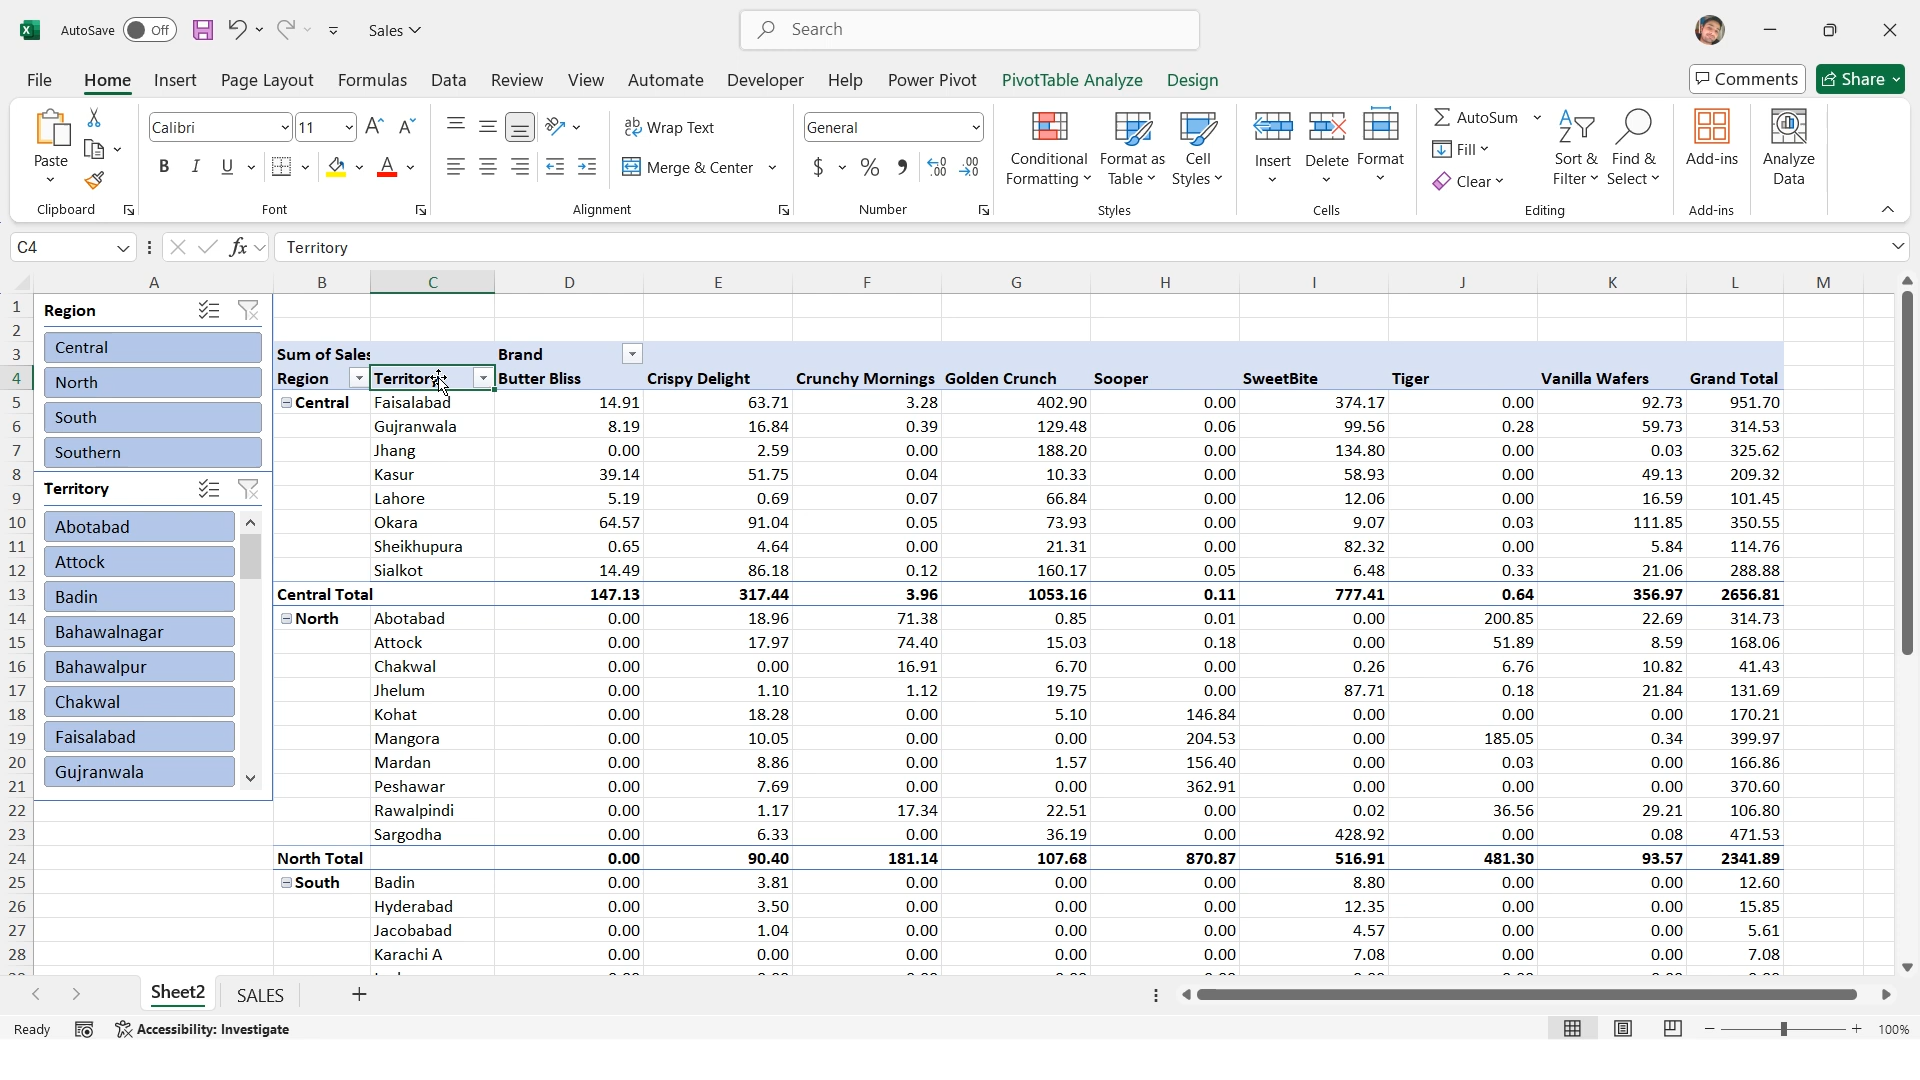 AutoSave Off Sales Search
File Home Insert Page Layout Formulas Data Review View Automate Developer Help Power Pivot PivotTable Analyze Design Comments Share
Paste
Clipboard
Calibri 11
B I U A
Font
Wrap Text
Merge & Center
Alignment
General
$ % ,
Number
Conditional Formatting
Format as Table
Cell Styles
Styles
Insert Delete Format
Cells
AutoSum
Fill
Clear
Sort & Filter
Find & Select
Editing
Add-ins
Add-ins
Analyze Data
C4 fx Territory
A B C D E F G H I J K L M
Region
Central
North
South
Southern
Territory
Abotabad
Attock
Badin
Bahawalnagar
Bahawalpur
Chakwal
Faisalabad
Gujranwala
1
2
3 Sum of Sales Brand
4 Region Territory Butter Bliss Crispy Delight Crunchy Mornings Golden Crunch Sooper SweetBite Tiger Vanilla Wafers Grand Total
5 Central Faisalabad 14.91 63.71 3.28 402.90 0.00 374.17 0.00 92.73 951.70
6 Gujranwala 8.19 16.84 0.39 129.48 0.06 99.56 0.28 59.73 314.53
7 Jhang 0.00 2.59 0.00 188.20 0.00 134.80 0.00 0.03 325.62
8 Kasur 39.14 51.75 0.04 10.33 0.00 58.93 0.00 49.13 209.32
9 Lahore 5.19 0.69 0.07 66.84 0.00 12.06 0.00 16.59 101.45
10 Okara 64.57 91.04 0.05 73.93 0.00 9.07 0.03 111.85 350.55
11 Sheikhupura 0.65 4.64 0.00 21.31 0.00 82.32 0.00 5.84 114.76
12 Sialkot 14.49 86.18 0.12 160.17 0.05 6.48 0.33 21.06 288.88
13 Central Total 147.13 317.44 3.96 1053.16 0.11 777.41 0.64 356.97 2656.81
14 North Abotabad 0.00 18.96 71.38 0.85 0.01 0.00 200.85 22.69 314.73
15 Attock 0.00 17.97 74.40 15.03 0.18 0.00 51.89 8.59 168.06
16 Chakwal 0.00 0.00 16.91 6.70 0.00 0.26 6.76 10.82 41.43
17 Jhelum 0.00 1.10 1.12 19.75 0.00 87.71 0.18 21.84 131.69
18 Kohat 0.00 18.28 0.00 5.10 146.84 0.00 0.00 0.00 170.21
19 Mangora 0.00 10.05 0.00 0.00 204.53 0.00 185.05 0.34 399.97
20 Mardan 0.00 8.86 0.00 1.57 156.40 0.00 0.03 0.00 166.86
21 Peshawar 0.00 7.69 0.00 0.00 362.91 0.00 0.00 0.00 370.60
22 Rawalpindi 0.00 1.17 17.34 22.51 0.00 0.02 36.56 29.21 106.80
23 Sargodha 0.00 6.33 0.00 36.19 0.00 428.92 0.00 0.08 471.53
24 North Total 0.00 90.40 181.14 107.68 870.87 516.91 481.30 93.57 2341.89
25 South Badin 0.00 3.81 0.00 0.00 0.00 8.80 0.00 0.00 12.60
26 Hyderabad 0.00 3.50 0.00 0.00 0.00 12.35 0.00 0.00 15.85
27 Jacobabad 0.00 1.04 0.00 0.00 0.00 4.57 0.00 0.00 5.61
28 Karachi A 0.00 0.00 0.00 0.00 0.00 7.08 0.00 0.00 7.08
Sheet2 SALES
Ready Accessibility: Investigate 100%